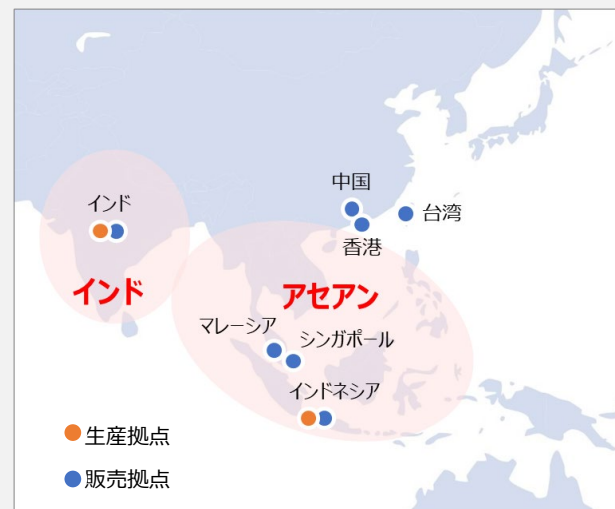 中国
インド
台湾
香港
インド
アセアン
マレーシア
シンガポール
インドネシア
生産拠点
販売拠点